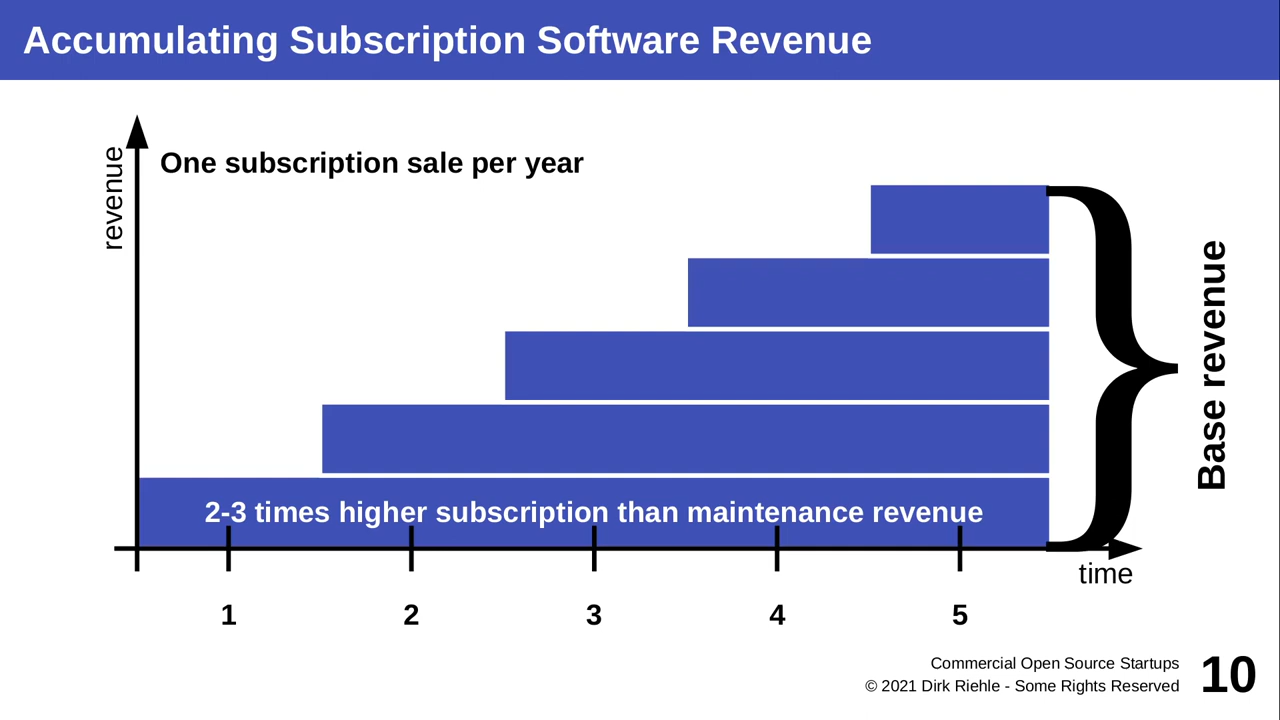 Accumulating Subscription Software Revenue
revenue
One subscription sale per year
Base revenue
2-3 times higher subscription than maintenance revenue
time
1 2 3 4 5
Commercial Open Source Startups
© 2021 Dirk Riehle - Some Rights Reserved
10